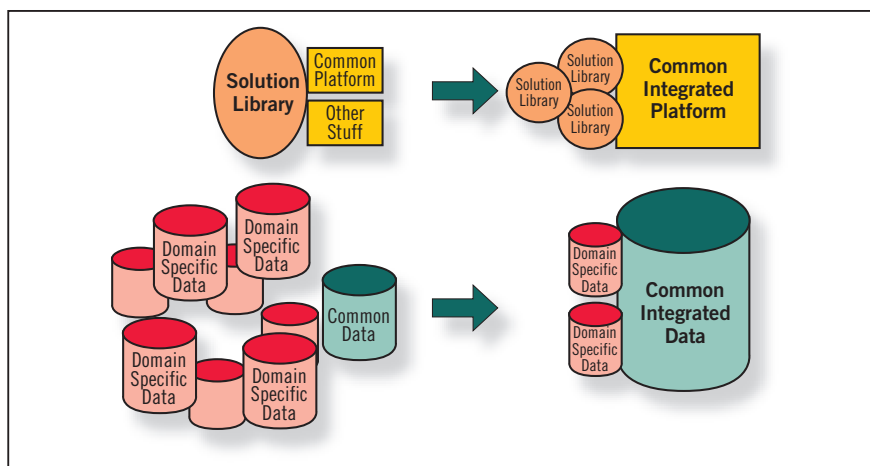 Solution
Library
Common
Platform
Other
Stuff
Solution
Library
Solution
Library
Solution
Library
Common
Integrated
Platform
Domain
Specific
Data
Domain
Specific
Data
Common
Data
Domain
Specific
Data
Domain
Specific
Data
Domain
Specific
Data
Domain
Specific
Data
Common
Integrated
Data